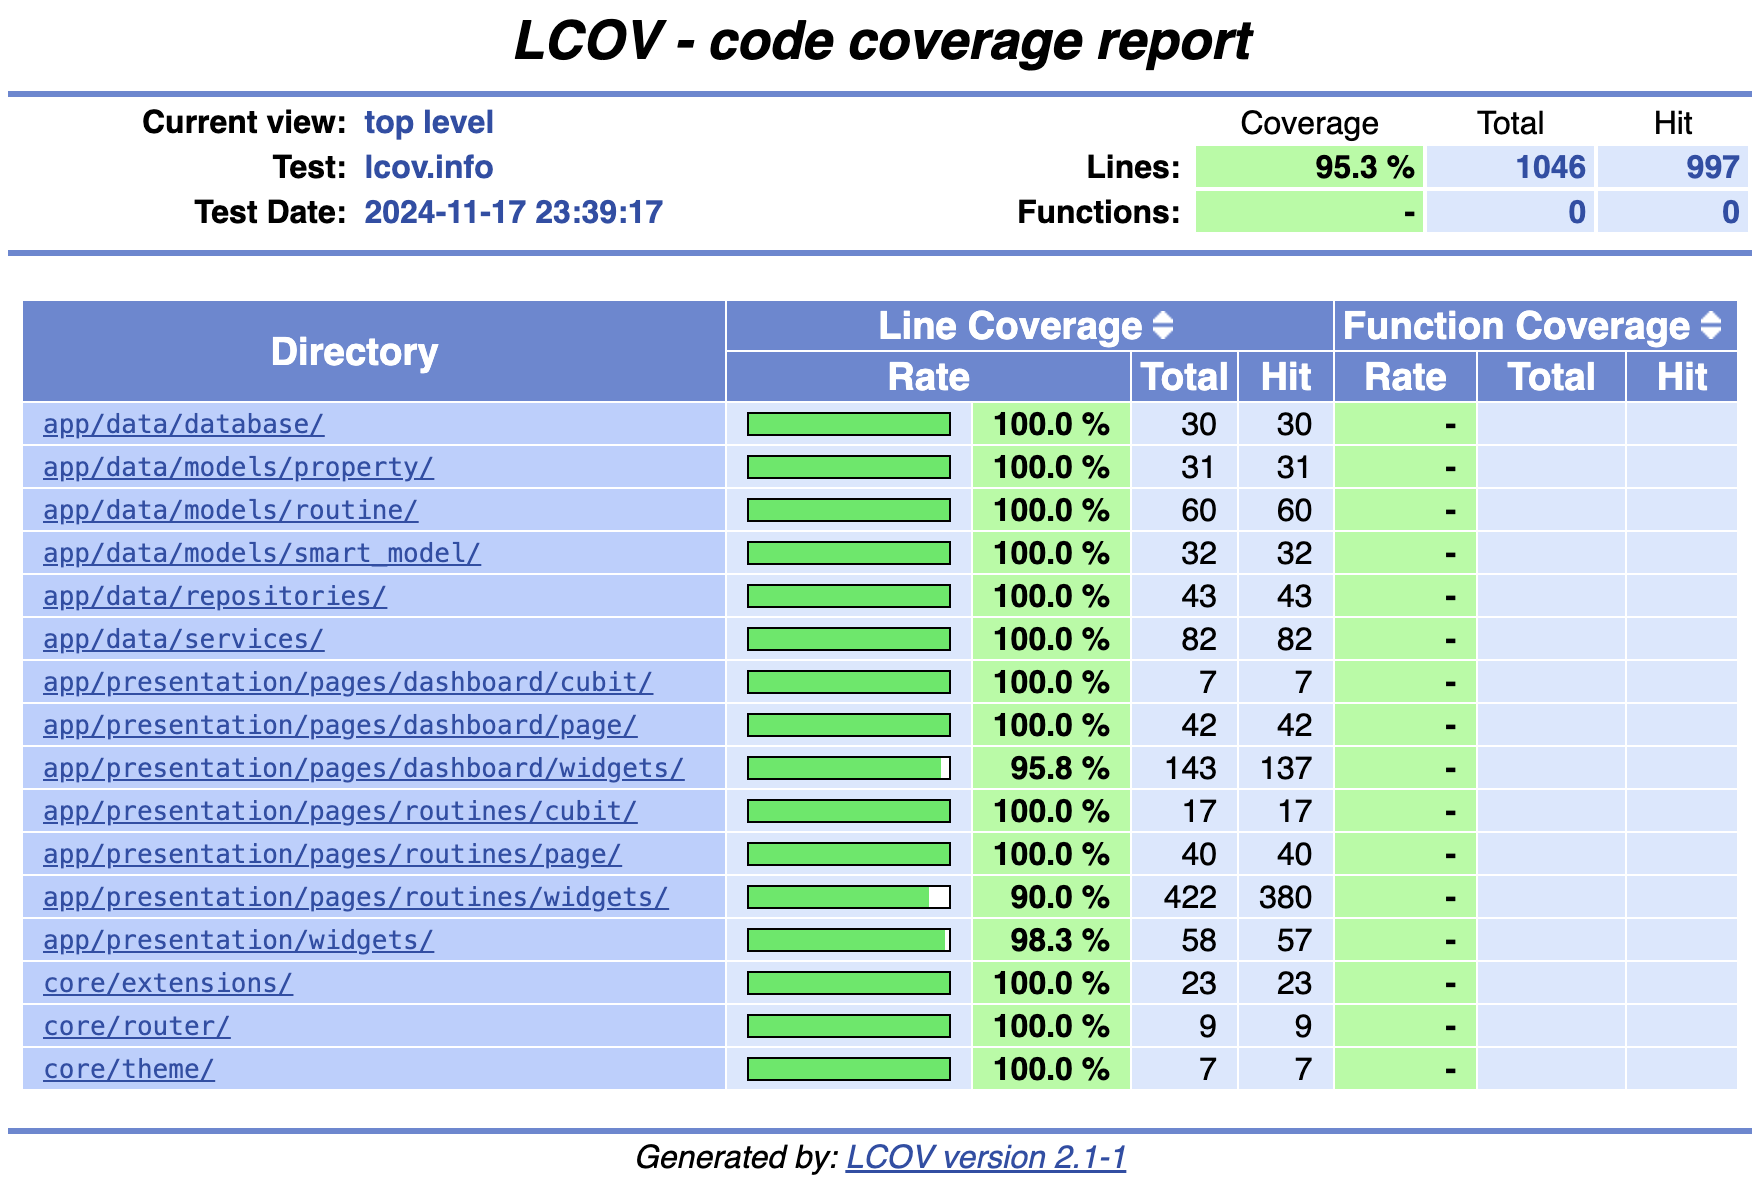 LCOV - code coverage report
Current view: top level
Coverage Total Hit
Test: lcov.info
Lines: 95.3 % 1046 997
Test Date: 2024-11-17 23:39:17
Functions: - 0 0
Directory Line Coverage Function Coverage
Rate Total Hit Rate Total Hit
app/data/database/ 100.0 % 30 30 -
app/data/models/property/ 100.0 % 31 31 -
app/data/models/routine/ 100.0 % 60 60 -
app/data/models/smart_model/ 100.0 % 32 32 -
app/data/repositories/ 100.0 % 43 43 -
app/data/services/ 100.0 % 82 82 -
app/presentation/pages/dashboard/cubit/ 100.0 % 7 7 -
app/presentation/pages/dashboard/page/ 100.0 % 42 42 -
app/presentation/pages/dashboard/widgets/ 95.8 % 143 137 -
app/presentation/pages/routines/cubit/ 100.0 % 17 17 -
app/presentation/pages/routines/page/ 100.0 % 40 40 -
app/presentation/pages/routines/widgets/ 90.0 % 422 380 -
app/presentation/widgets/ 98.3 % 58 57 -
core/extensions/ 100.0 % 23 23 -
core/router/ 100.0 % 9 9 -
core/theme/ 100.0 % 7 7 -
Generated by: LCOV version 2.1-1